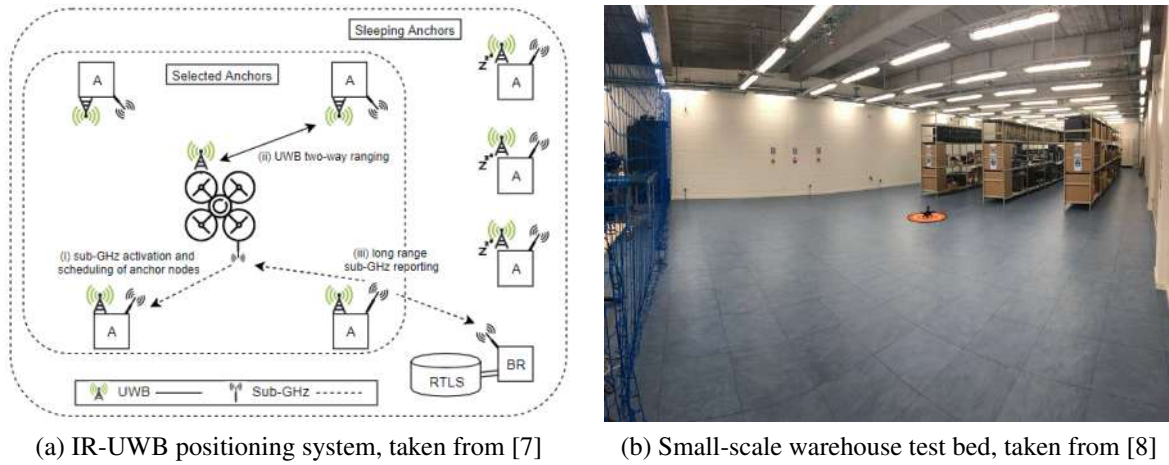 Sleeping Anchors
Selected Anchors
A
A
A
(ii) UWB two-way ranging
A
(i) sub-GHz activation and
scheduling of anchor nodes
(iii) long range
sub-GHz reporting
A
A
A
BR
RTLS
UWB
Sub-GHz
(a) IR-UWB positioning system, taken from [7]
(b) Small-scale warehouse test bed, taken from [8]